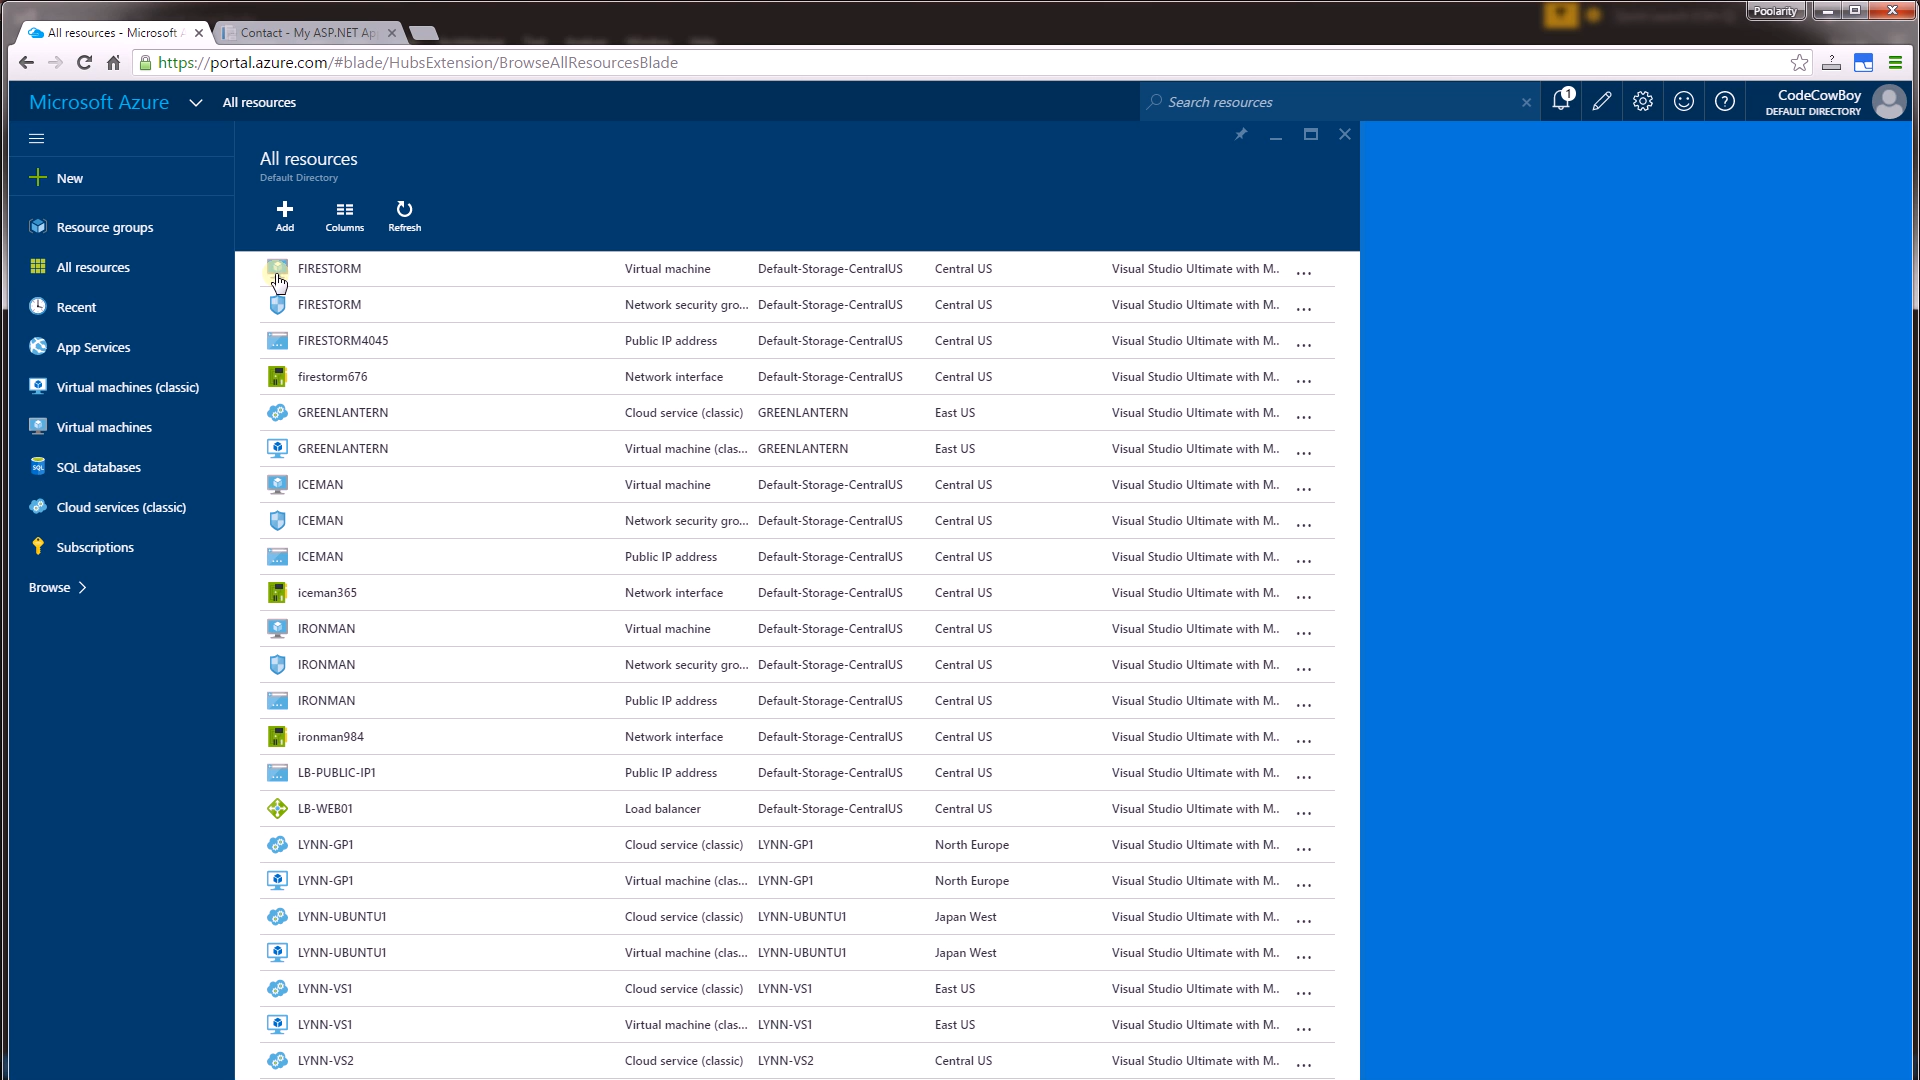 Poolarity
All resources - Microsoft A
Contact - My ASP.NET Ap
https://portal.azure.com/#blade/HubsExtension/BrowseAllResourcesBlade
Microsoft Azure All resources Search resources 1 CodeCowBoy
DEFAULT DIRECTORY
New
Resource groups
All resources
Recent
App Services
Virtual machines (classic)
Virtual machines
SQL databases
Cloud services (classic)
Subscriptions
Browse
All resources
Default Directory
Add Columns Refresh
FIRESTORM Virtual machine Default-Storage-CentralUS Central US Visual Studio Ultimate with M.. ...
FIRESTORM Network security gro... Default-Storage-CentralUS Central US Visual Studio Ultimate with M.. ...
FIRESTORM4045 Public IP address Default-Storage-CentralUS Central US Visual Studio Ultimate with M.. ...
firestorm676 Network interface Default-Storage-CentralUS Central US Visual Studio Ultimate with M.. ...
GREENLANTERN Cloud service (classic) GREENLANTERN East US Visual Studio Ultimate with M.. ...
GREENLANTERN Virtual machine (clas... GREENLANTERN East US Visual Studio Ultimate with M.. ...
ICEMAN Virtual machine Default-Storage-CentralUS Central US Visual Studio Ultimate with M.. ...
ICEMAN Network security gro... Default-Storage-CentralUS Central US Visual Studio Ultimate with M.. ...
ICEMAN Public IP address Default-Storage-CentralUS Central US Visual Studio Ultimate with M.. ...
iceman365 Network interface Default-Storage-CentralUS Central US Visual Studio Ultimate with M.. ...
IRONMAN Virtual machine Default-Storage-CentralUS Central US Visual Studio Ultimate with M.. ...
IRONMAN Network security gro... Default-Storage-CentralUS Central US Visual Studio Ultimate with M.. ...
IRONMAN Public IP address Default-Storage-CentralUS Central US Visual Studio Ultimate with M.. ...
ironman984 Network interface Default-Storage-CentralUS Central US Visual Studio Ultimate with M.. ...
LB-PUBLIC-IP1 Public IP address Default-Storage-CentralUS Central US Visual Studio Ultimate with M.. ...
LB-WEB01 Load balancer Default-Storage-CentralUS Central US Visual Studio Ultimate with M.. ...
LYNN-GP1 Cloud service (classic) LYNN-GP1 North Europe Visual Studio Ultimate with M.. ...
LYNN-GP1 Virtual machine (clas... LYNN-GP1 North Europe Visual Studio Ultimate with M.. ...
LYNN-UBUNTU1 Cloud service (classic) LYNN-UBUNTU1 Japan West Visual Studio Ultimate with M.. ...
LYNN-UBUNTU1 Virtual machine (clas... LYNN-UBUNTU1 Japan West Visual Studio Ultimate with M.. ...
LYNN-VS1 Cloud service (classic) LYNN-VS1 East US Visual Studio Ultimate with M.. ...
LYNN-VS1 Virtual machine (clas... LYNN-VS1 East US Visual Studio Ultimate with M.. ...
LYNN-VS2 Cloud service (classic) LYNN-VS2 Central US Visual Studio Ultimate with M.. ...